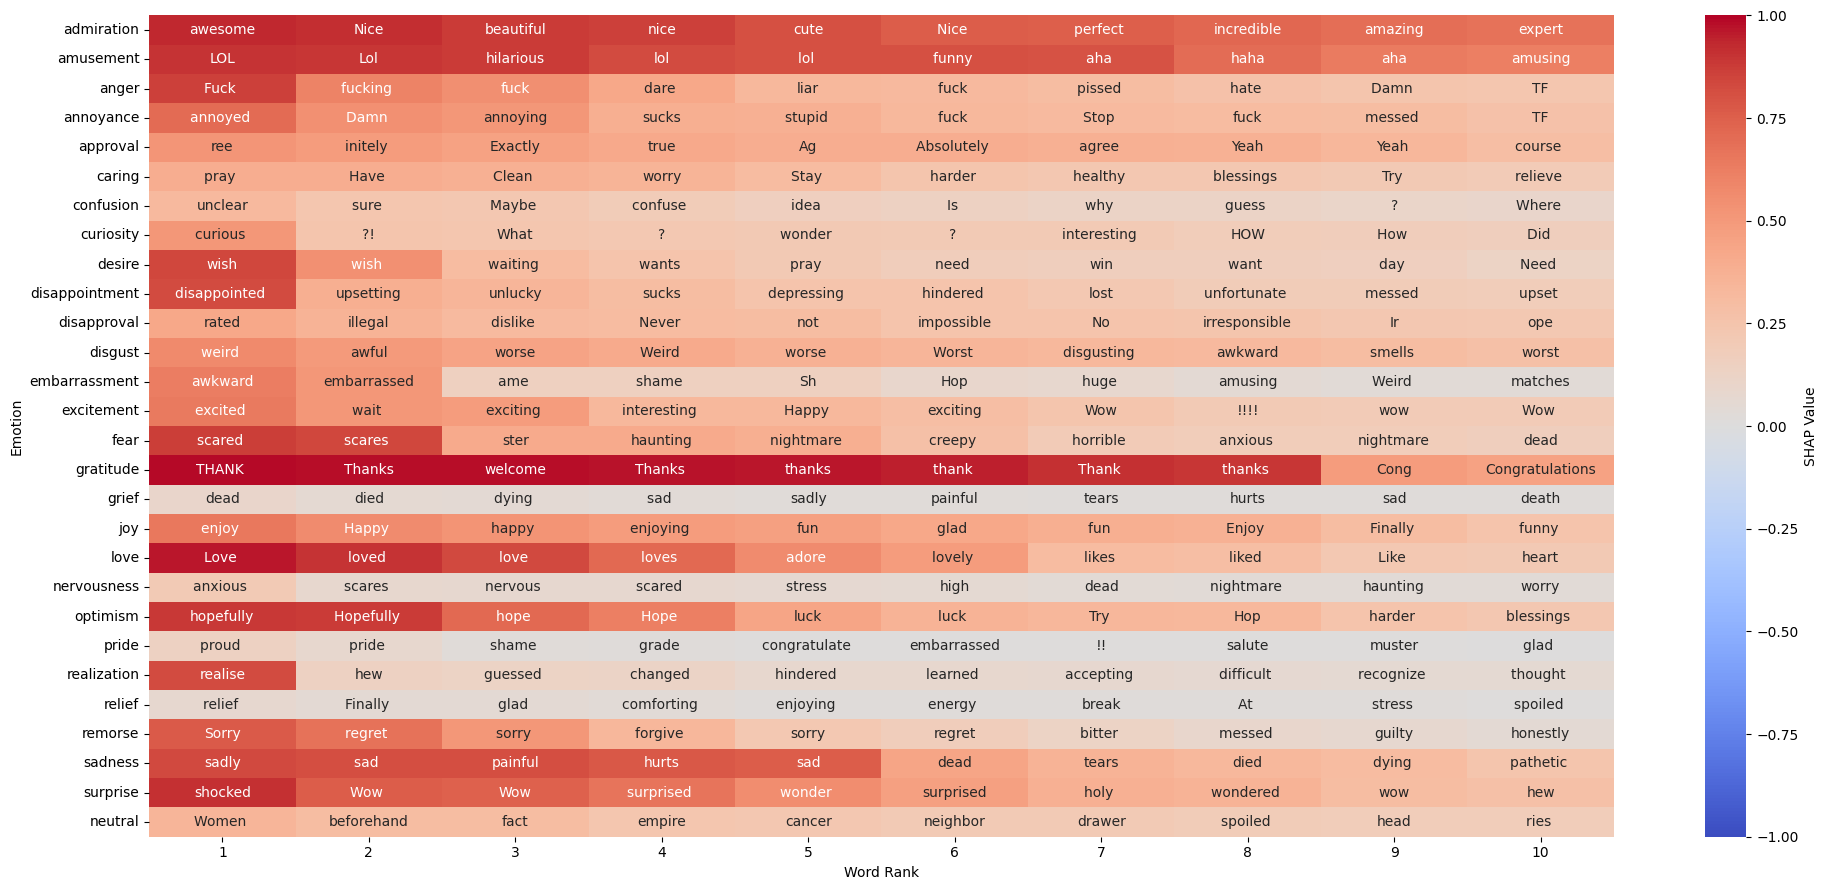 admiration awesome Nice beautiful nice cute Nice perfect incredible amazing expert
amusement LOL Lol hilarious lol lol funny aha haha aha amusing
anger Fuck fucking fuck dare liar fuck pissed hate Damn TF
annoyance annoyed Damn annoying sucks stupid fuck Stop fuck messed TF
approval ree initely Exactly true Ag Absolutely agree Yeah Yeah course
caring pray Have Clean worry Stay harder healthy blessings Try relieve
confusion unclear sure Maybe confuse idea Is why guess ? Where
curiosity curious ?! What ? wonder ? interesting HOW How Did
desire wish wish waiting wants pray need win want day Need
disappointment disappointed upsetting unlucky sucks depressing hindered lost unfortunate messed upset
disapproval rated illegal dislike Never not impossible No irresponsible Ir ope
disgust weird awful worse Weird worse Worst disgusting awkward smells worst
embarrassment awkward embarrassed ame shame Sh Hop huge amusing Weird matches
excitement excited wait exciting interesting Happy exciting Wow !!!! wow Wow
fear scared scares ster haunting nightmare creepy horrible anxious nightmare dead
gratitude THANK Thanks welcome Thanks thanks thank Thank thanks Cong Congratulations
grief dead died dying sad sadly painful tears hurts sad death
joy enjoy Happy happy enjoying fun glad fun Enjoy Finally funny
love Love loved love loves adore lovely likes liked Like heart
nervousness anxious scares nervous scared stress high dead nightmare haunting worry
optimism hopefully Hopefully hope Hope luck luck Try Hop harder blessings
pride proud pride shame grade congratulate embarrassed !! salute muster glad
realization realise hew guessed changed hindered learned accepting difficult recognize thought
relief relief Finally glad comforting enjoying energy break At stress spoiled
remorse Sorry regret sorry forgive sorry regret bitter messed guilty honestly
sadness sadly sad painful hurts sad dead tears died dying pathetic
surprise shocked Wow Wow surprised wonder surprised holy wondered wow hew
neutral Women beforehand fact empire cancer neighbor drawer spoiled head ries
1 2 3 4 5 6 7 8 9 10
Word Rank
Emotion
1.00
0.75
0.50
0.25
0.00
−0.25
−0.50
−0.75
−1.00
SHAP Value